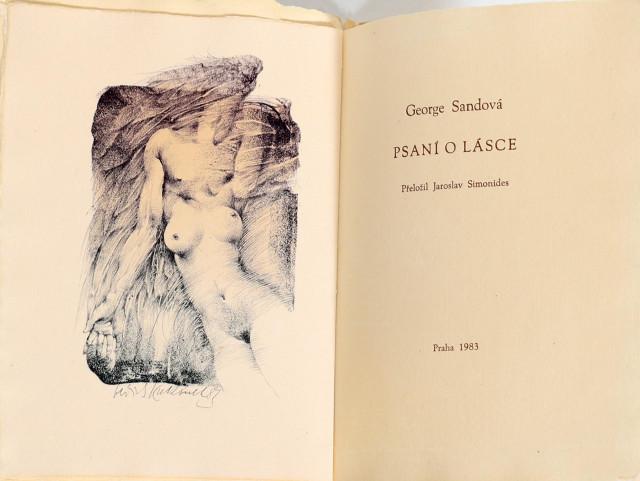 George Sandová
PSANÍ O LÁSCE
Přeložil Jaroslav Simonides
Praha 1983